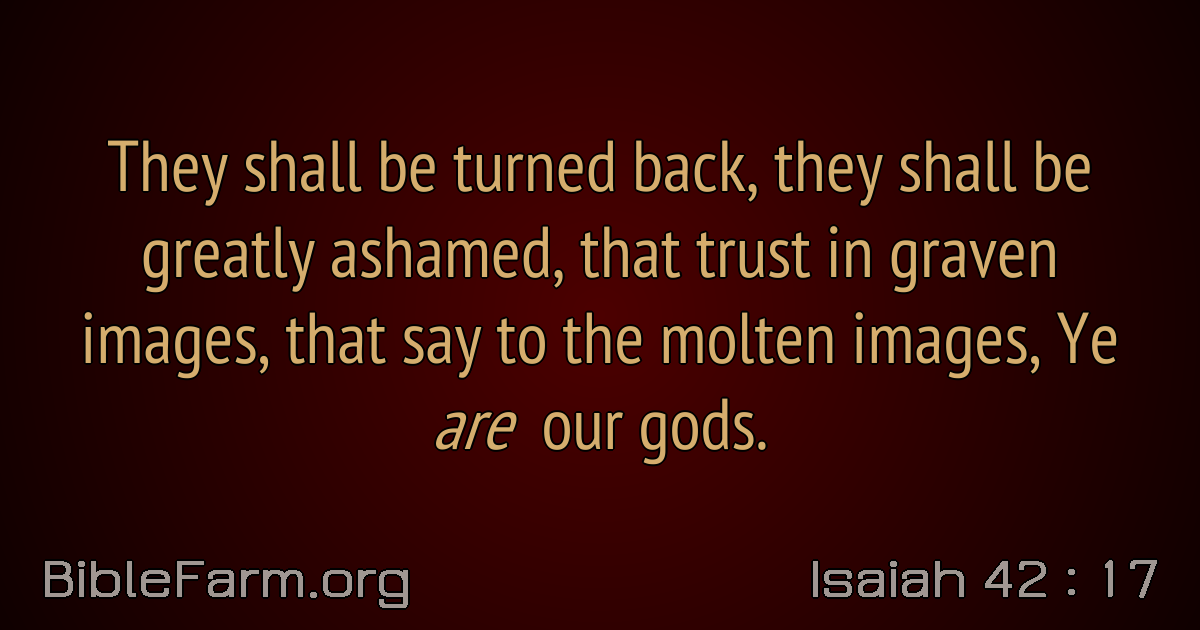 They shall be turned back, they shall be
greatly ashamed, that trust in graven
images, that say to the molten images, Ye
are our gods.
BibleFarm.org
Isaiah 42 : 17